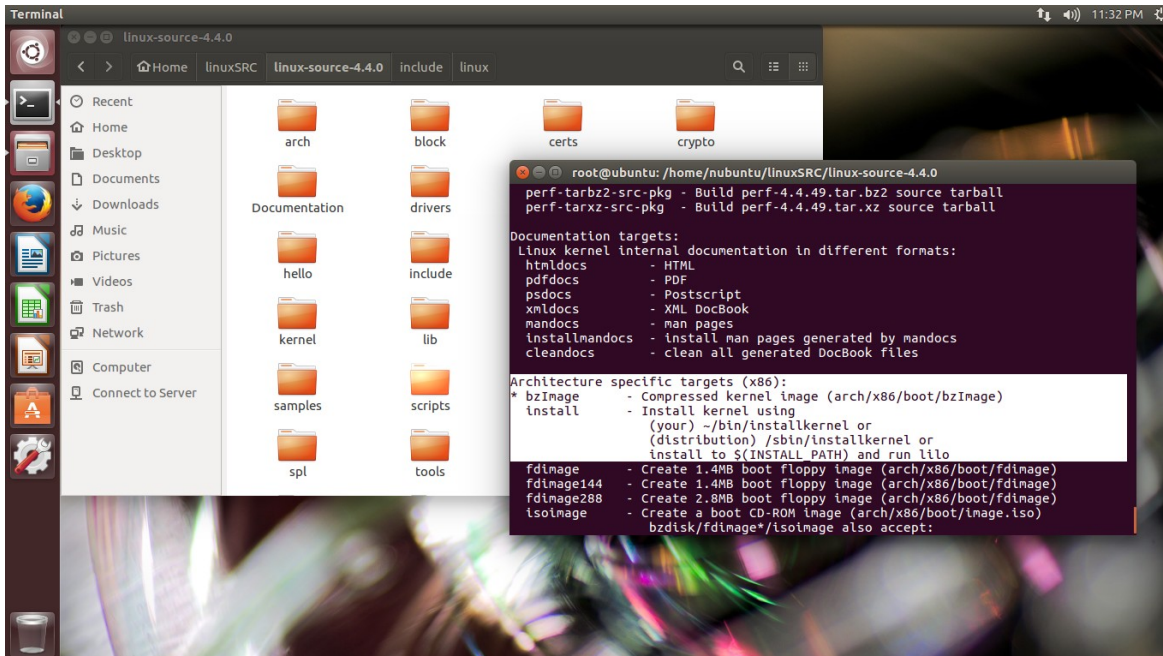 Terminal
11:32 PM
linux-source-4.4.0
Home linuxSRC linux-source-4.4.0 include linux
Recent
Home
Desktop
Documents
Downloads
Music
Pictures
Videos
Trash
Network
Computer
Connect to Server
arch block certs crypto
Documentation drivers
hello include
kernel lib
samples scripts
spl tools
root@ubuntu: /home/nubuntu/linuxSRC/linux-source-4.4.0
perf-tarbz2-src-pkg - Build perf-4.4.49.tar.bz2 source tarball
perf-tarxz-src-pkg - Build perf-4.4.49.tar.xz source tarball
Documentation targets:
Linux kernel internal documentation in different formats:
htmldocs - HTML
pdfdocs - PDF
psdocs - Postscript
xmldocs - XML DocBook
mandocs - man pages
installmandocs - install man pages generated by mandocs
cleandocs - clean all generated DocBook files
Architecture specific targets (x86):
* bzImage - Compressed kernel image (arch/x86/boot/bzImage)
install - Install kernel using
(your) ~/bin/installkernel or
(distribution) /sbin/installkernel or
install to $(INSTALL_PATH) and run lilo
fdimage - Create 1.4MB boot floppy image (arch/x86/boot/fdimage)
fdimage144 - Create 1.4MB boot floppy image (arch/x86/boot/fdimage)
fdimage288 - Create 2.8MB boot floppy image (arch/x86/boot/fdimage)
isoimage - Create a boot CD-ROM image (arch/x86/boot/image.iso)
bzdisk/fdimage*/isoimage also accept: